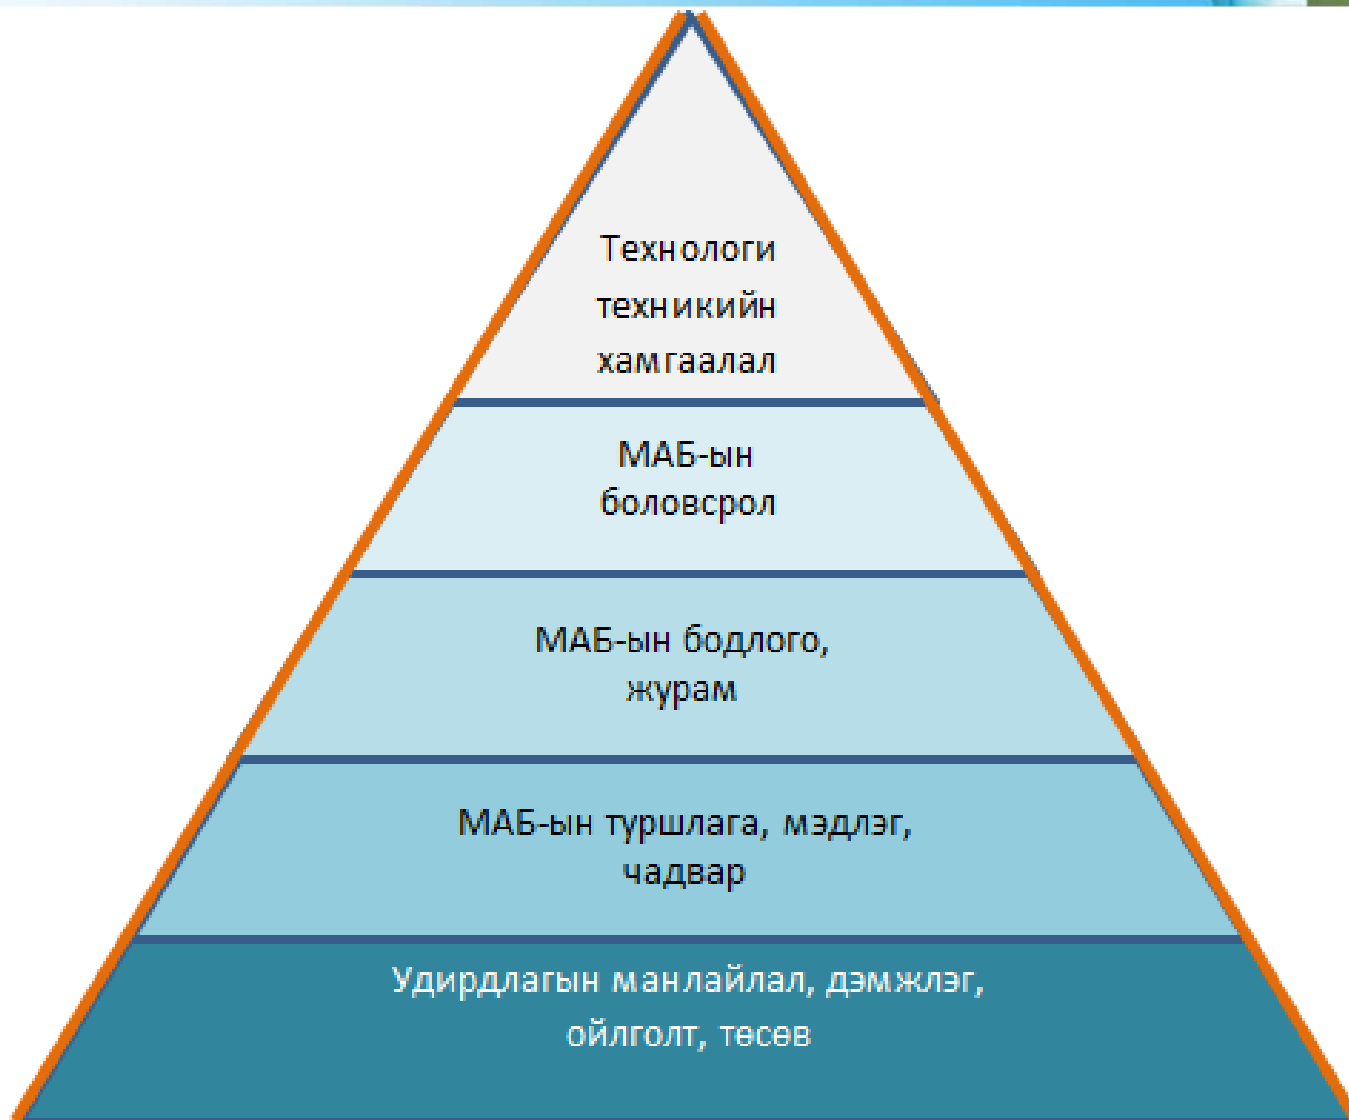 Технологи
техникийн
хамгаалал
МАБ-ын
боловсрол
МАБ-ын бодлого,
журам
МАБ-ын туршлага, мэдлэг,
чадвар
Удирдлагын манлайлал, дэмжлэг,
ойлголт, төсөв